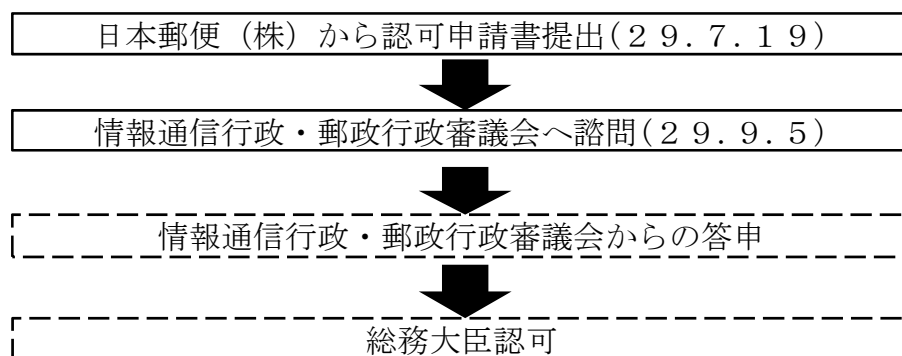 日本郵便（株）から認可申請書提出(２９．７．１９)
情報通信行政・郵政行政審議会へ諮問(２９．９．５)
情報通信行政・郵政行政審議会からの答申
総務大臣認可